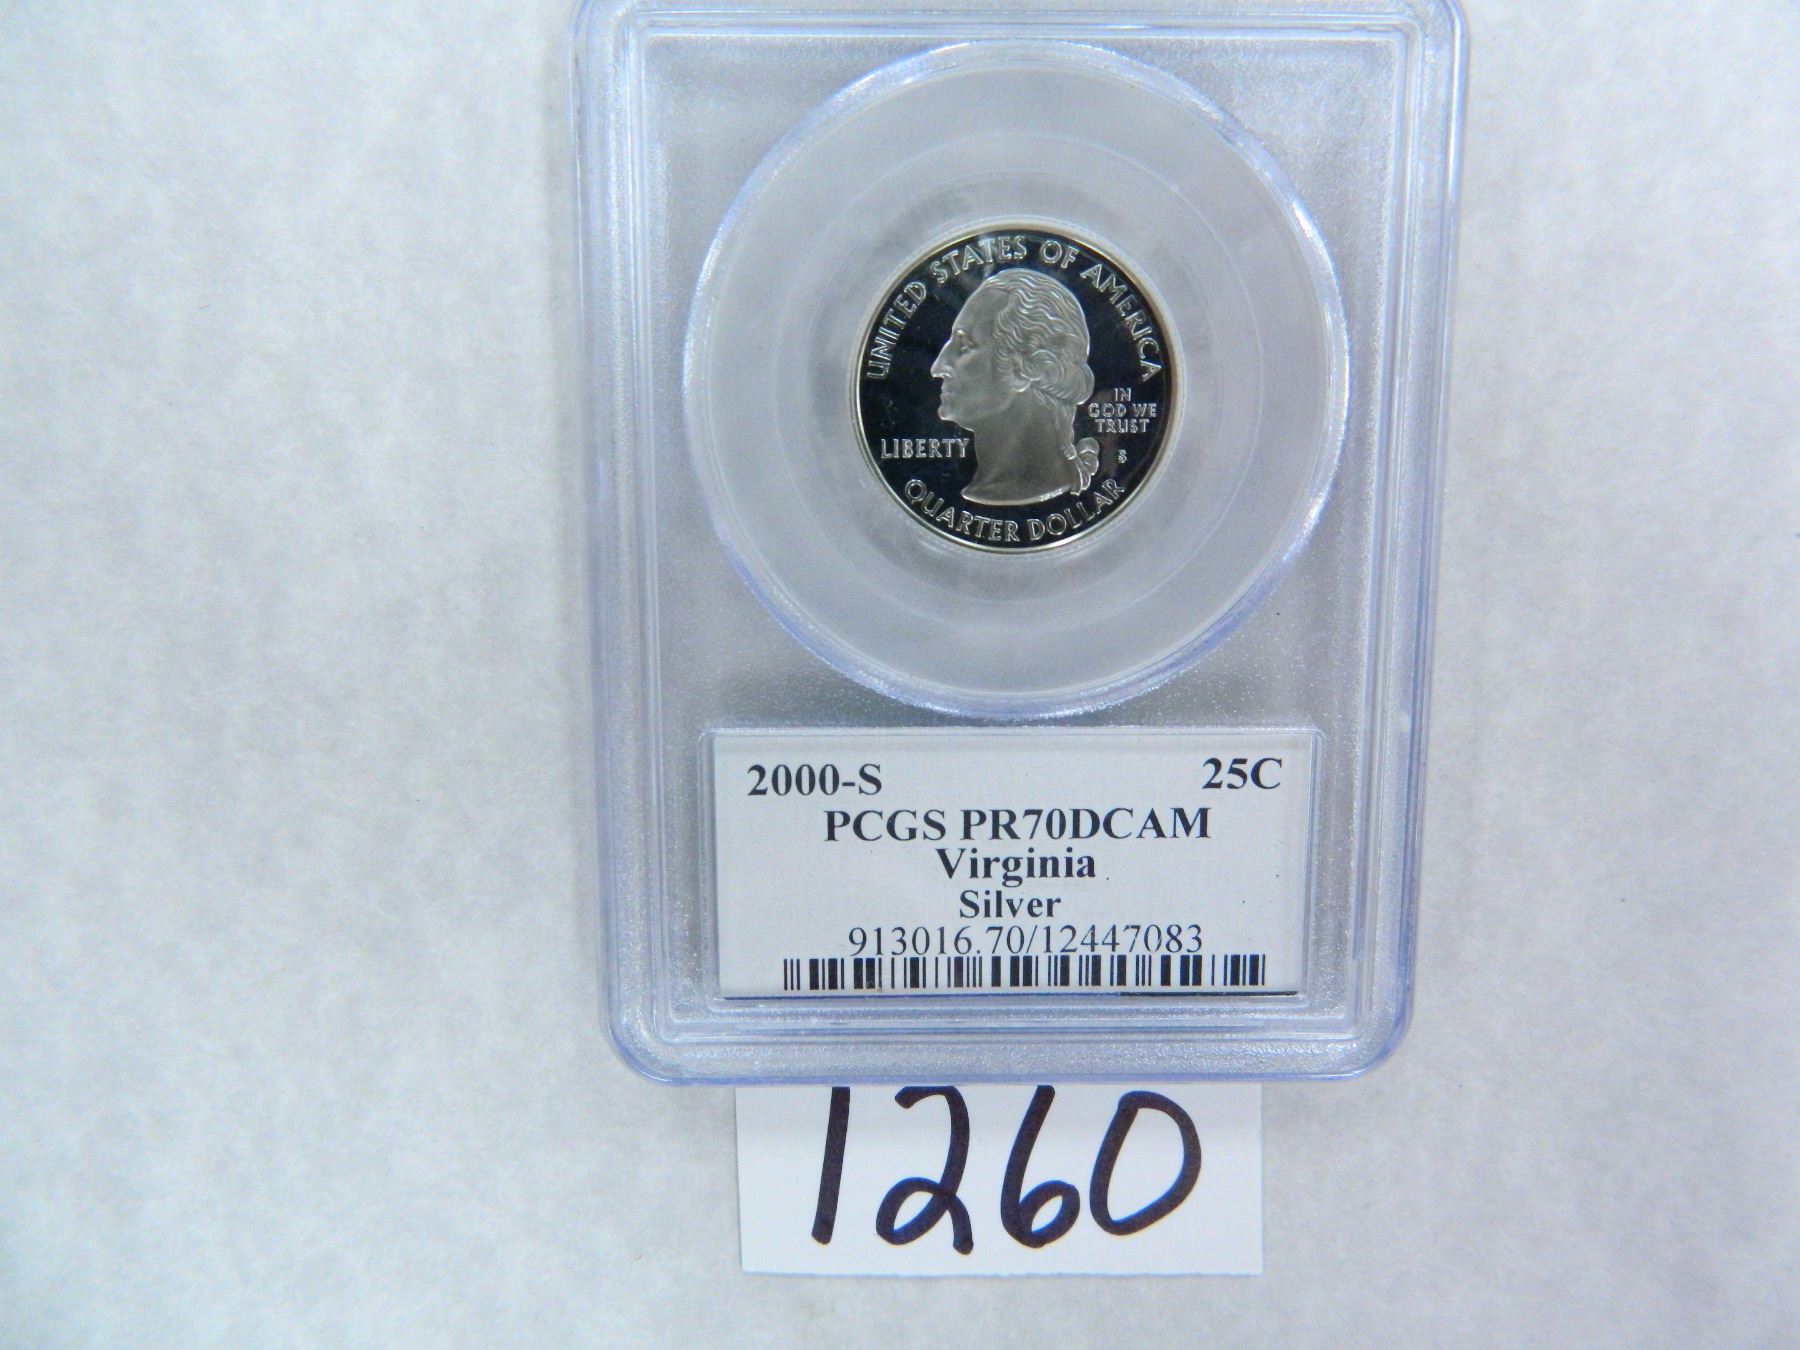 UNITED STATES OF AMERICA
IN
GOD WE
TRUST
LIBERTY
S
QUARTER DOLLAR
2000-S 25C
PCGS PR70DCAM
Virginia
Silver
913016.70/12447083
1260